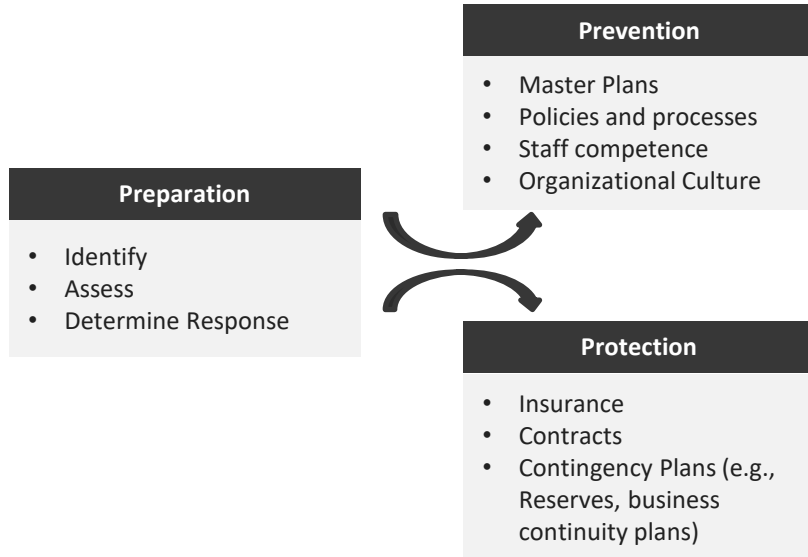 Prevention
• Master Plans
• Policies and processes
• Staff competence
• Organizational Culture
Preparation
• Identify
• Assess
• Determine Response
Protection
• Insurance
• Contracts
• Contingency Plans (e.g.,
Reserves, business
continuity plans)